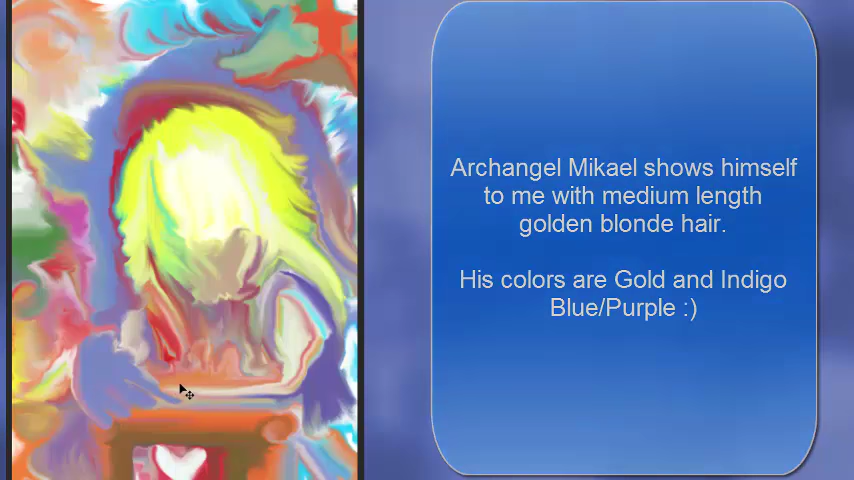 Archangel Mikael shows himself
to me with medium length
golden blonde hair.
His colors are Gold and Indigo
Blue/Purple :)